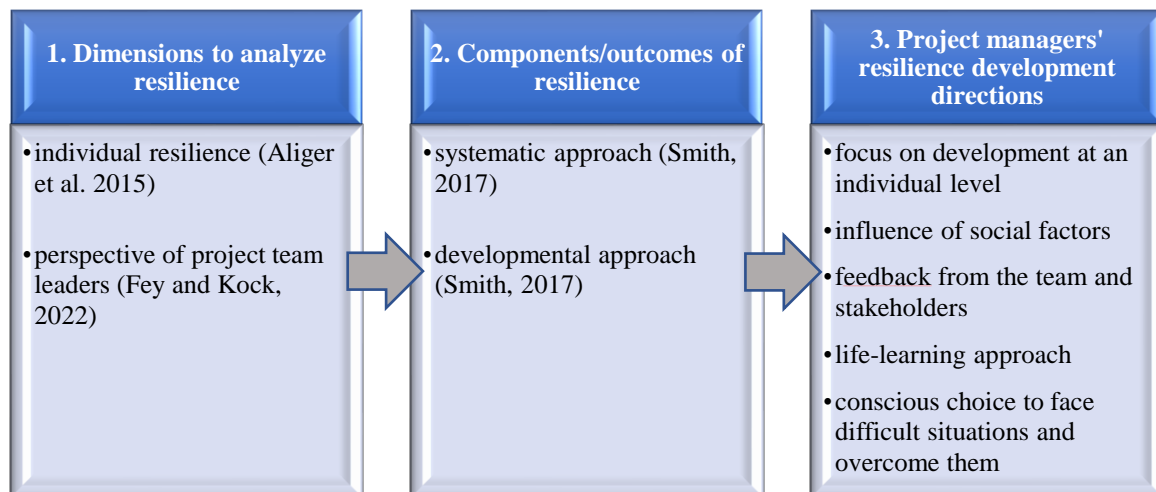 1. Dimensions to analyze
resilience
•individual resilience (Aliger
et al. 2015)
•perspective of project team
leaders (Fey and Kock,
2022)
2. Components/outcomes of
resilience
•systematic approach (Smith,
2017)
•developmental approach
(Smith, 2017)
3. Project managers'
resilience development
directions
•focus on development at an
individual level
•influence of social factors
•feedback from the team and
stakeholders
•life-learning approach
•conscious choice to face
difficult situations and
overcome them